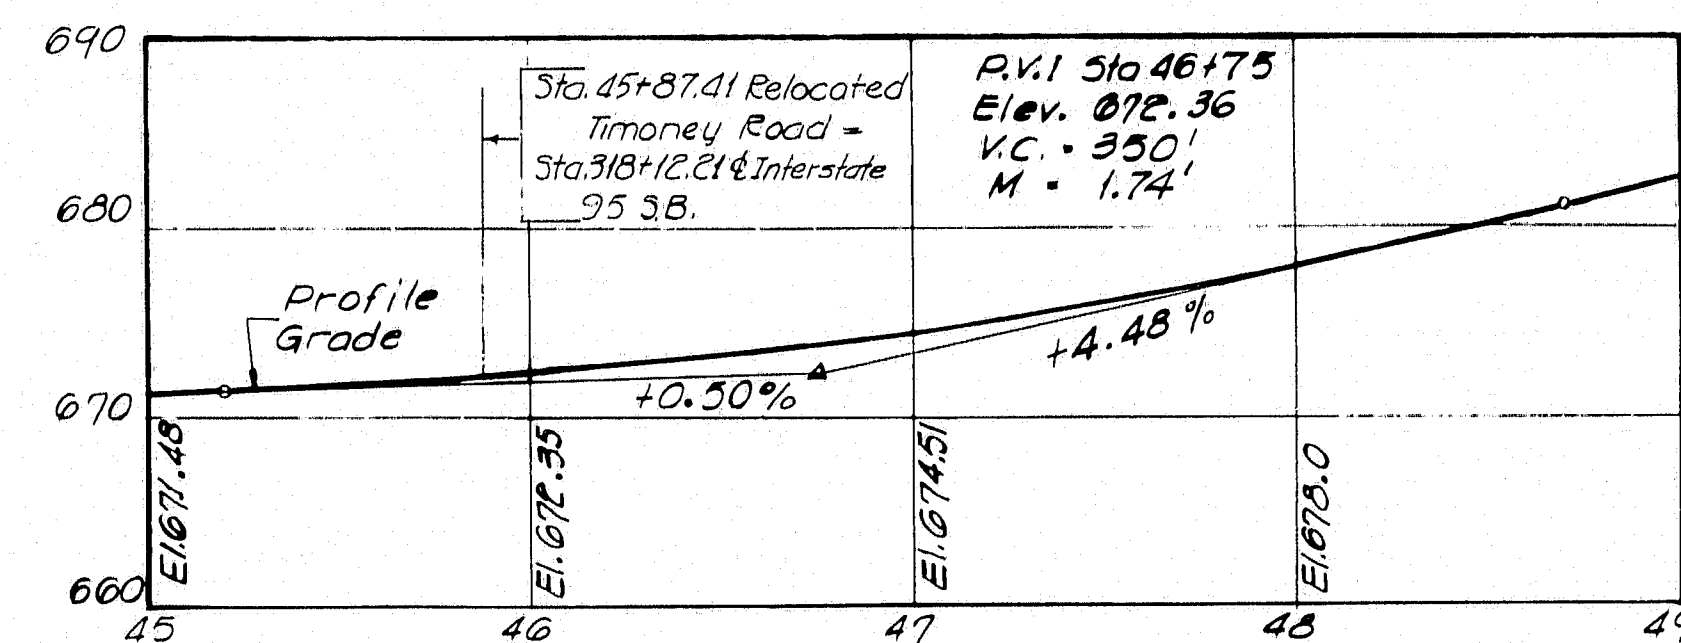 690
Sta. 45+87.41 Relocated
Timoney Road =
Sta.318+12.21 ℄ Interstate
95 S.B.
P.V.I Sta 46+75
Elev. 672.36
V.C. = 350'
M = 1.74'
680
Profile
Grade
+4.48%
+0.50%
670
El.671.48
El.672.35
El.674.51
El.678.0
660
45 46 47 48